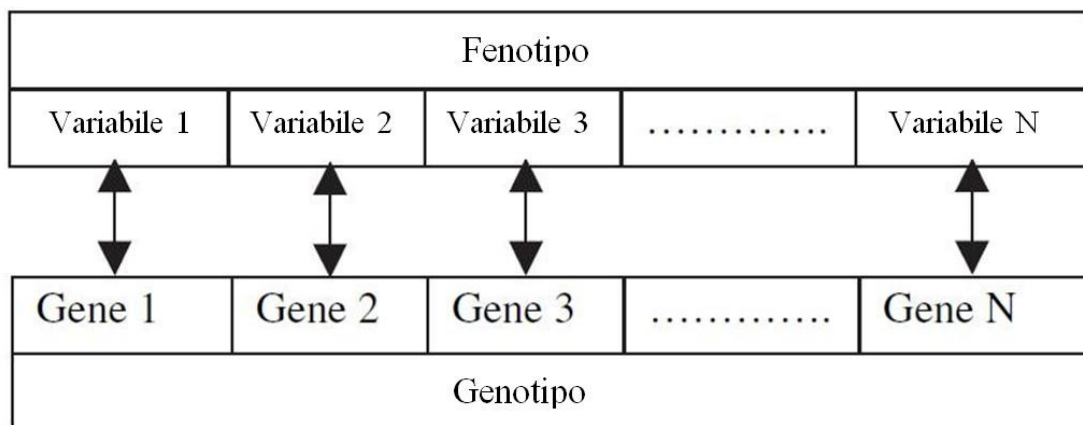 Fenotipo
Variabile 1 Variabile 2 Variabile 3 .............. Variabile N
Gene 1 Gene 2 Gene 3 .............. Gene N
Genotipo